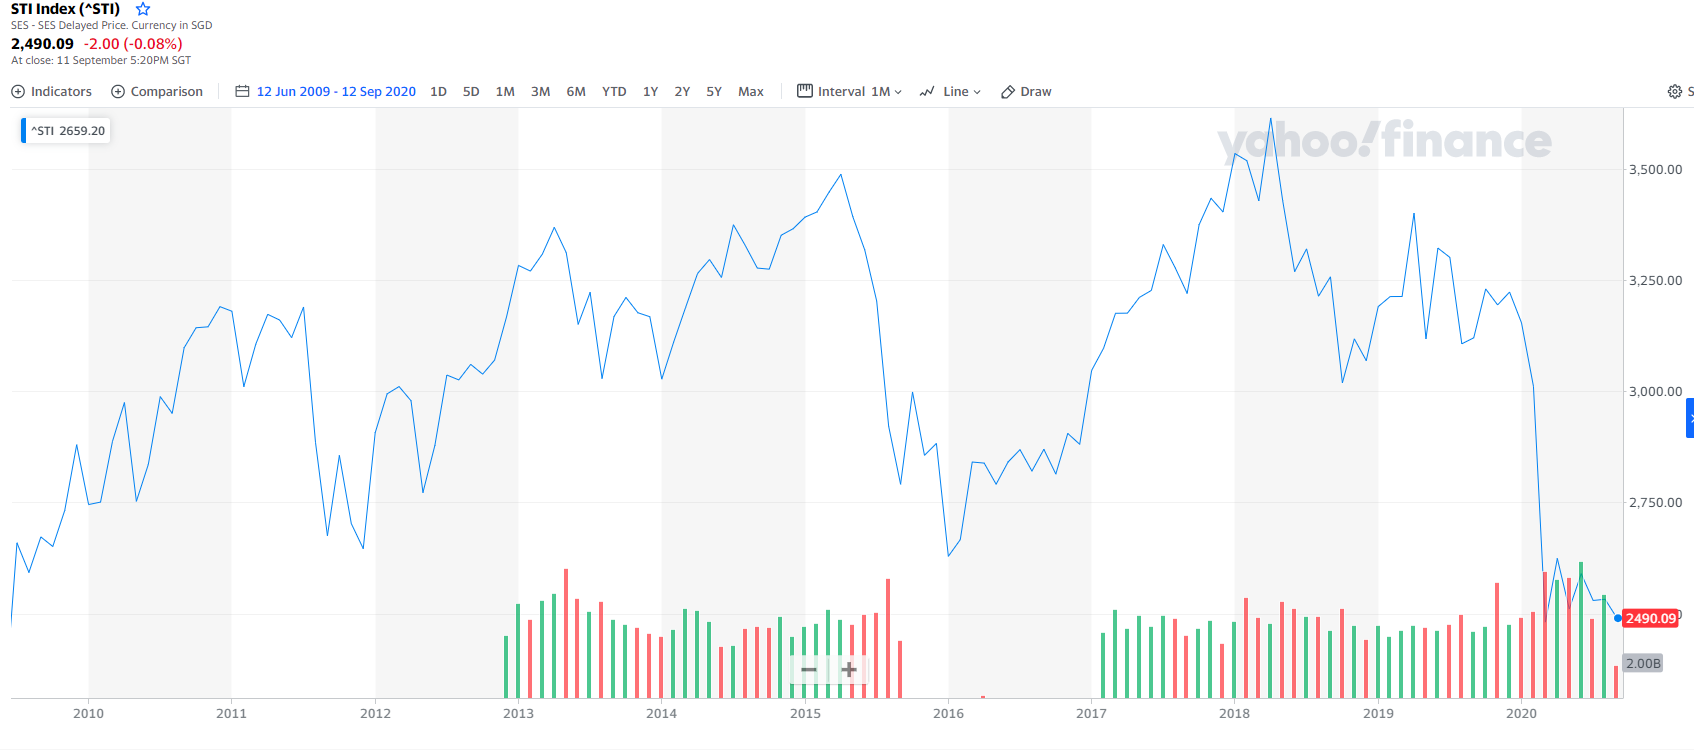 STI Index (^STI)
SES - SES Delayed Price. Currency in SGD
2,490.09 -2.00 (-0.08%)
At close: 11 September 5:20PM SGT
Indicators Comparison 12 Jun 2009 - 12 Sep 2020 1D 5D 1M 3M 6M YTD 1Y 2Y 5Y Max Interval 1M Line Draw S
^STI 2659.20
yahoo!finance
3,500.00
3,250.00
3,000.00
2,750.00
2490.09
2.00B
2010 2011 2012 2013 2014 2015 2016 2017 2018 2019 2020